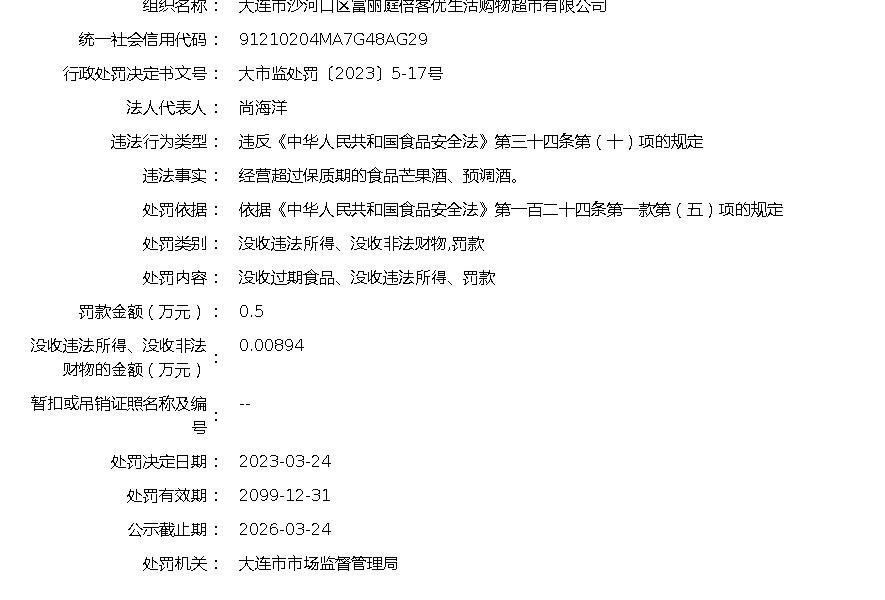 组织名称： 大连市沙河口区富丽庭倍客优生活购物超市有限公司
统一社会信用代码： 91210204MA7G48AG29
行政处罚决定书文号： 大市监处罚〔2023〕5-17号
法人代表人： 尚海洋
违法行为类型： 违反《中华人民共和国食品安全法》第三十四条第（十）项的规定
违法事实： 经营超过保质期的食品芒果酒、预调酒。
处罚依据： 依据《中华人民共和国食品安全法》第一百二十四条第一款第（五）项的规定
处罚类别： 没收违法所得、没收非法财物,罚款
处罚内容： 没收过期食品、没收违法所得、罚款
罚款金额（万元）： 0.5
没收违法所得、没收非法 0.00894
财物的金额（万元）：
暂扣或吊销证照名称及编 --
号：
处罚决定日期： 2023-03-24
处罚有效期： 2099-12-31
公示截止期： 2026-03-24
处罚机关： 大连市市场监督管理局